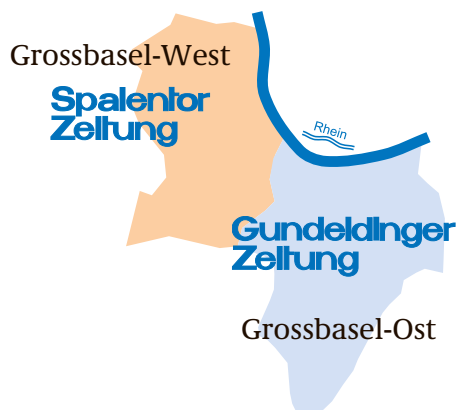 Grossbasel-West
Spalentor
Zeitung
Rhein
Gundeldinger
Zeitung
Grossbasel-Ost